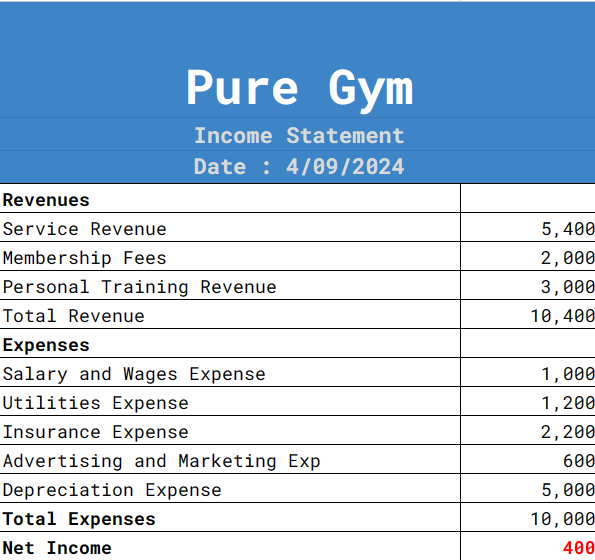 Pure Gym
Income Statement
Date : 4/09/2024
Revenues
Service Revenue 5,400
Membership Fees 2,000
Personal Training Revenue 3,000
Total Revenue 10,400
Expenses
Salary and Wages Expense 1,000
Utilities Expense 1,200
Insurance Expense 2,200
Advertising and Marketing Exp 600
Depreciation Expense 5,000
Total Expenses 10,000
Net Income 400